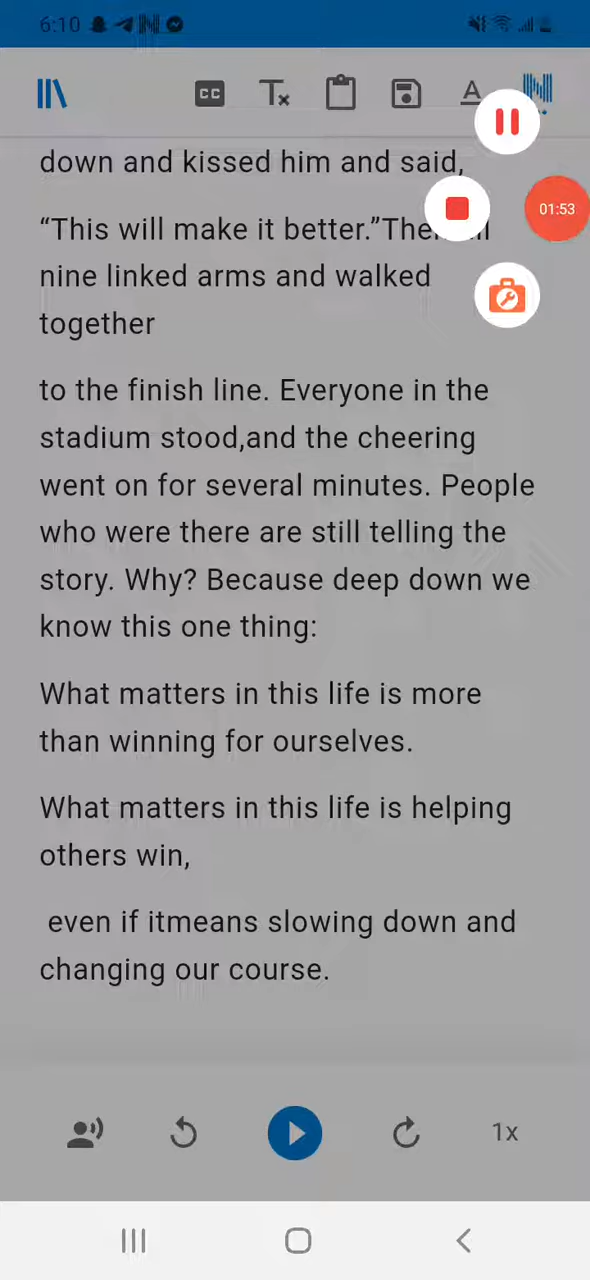 6:10
CC
A
01:53
down and kissed him and said,
“This will make it better.”The
nine linked arms and walked
together
to the finish line. Everyone in the
stadium stood,and the cheering
went on for several minutes. People
who were there are still telling the
story. Why? Because deep down we
know this one thing:
What matters in this life is more
than winning for ourselves.
What matters in this life is helping
others win,
even if itmeans slowing down and
changing our course.
1x